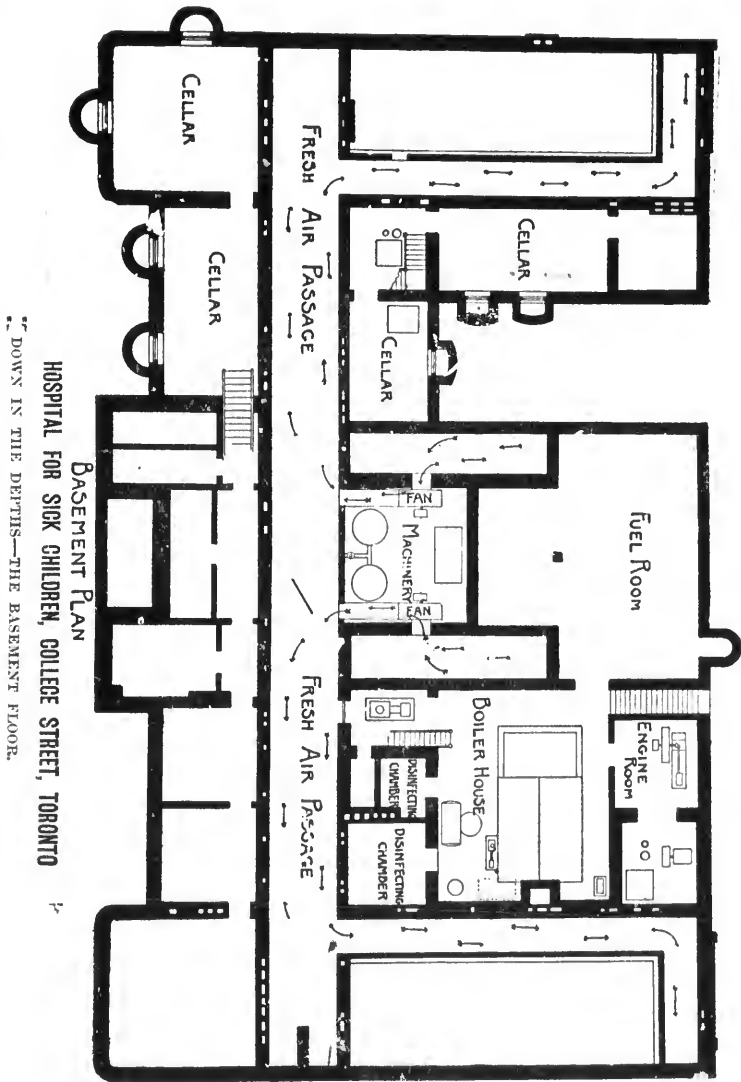 CELLAR
CELLAR
FRESH AIR PASSAGE
CELLAR
CELLAR
FAN
MACHINERY
FAN
FUEL ROOM
FRESH AIR PASSAGE
BOILER HOUSE
ENGINE
ROOM
DISINFECTING
CHAMBER
DISINFECTING
CHAMBER
BASEMENT PLAN
HOSPITAL FOR SICK CHILDREN, COLLEGE STREET, TORONTO
DOWN IN THE DEPTHS—THE BASEMENT FLOOR.